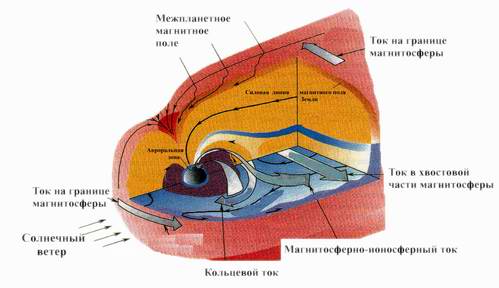 Межпланетное
магнитное
поле
Ток на границе
магнитосферы
Силовая линия магнитного поля
Земли
Авроральная
зона
Ток в хвостовой
части магнитосферы
Ток на границе
магнитосферы
Солнечный
ветер
Магнитосферно-ионосферный ток
Кольцевой ток